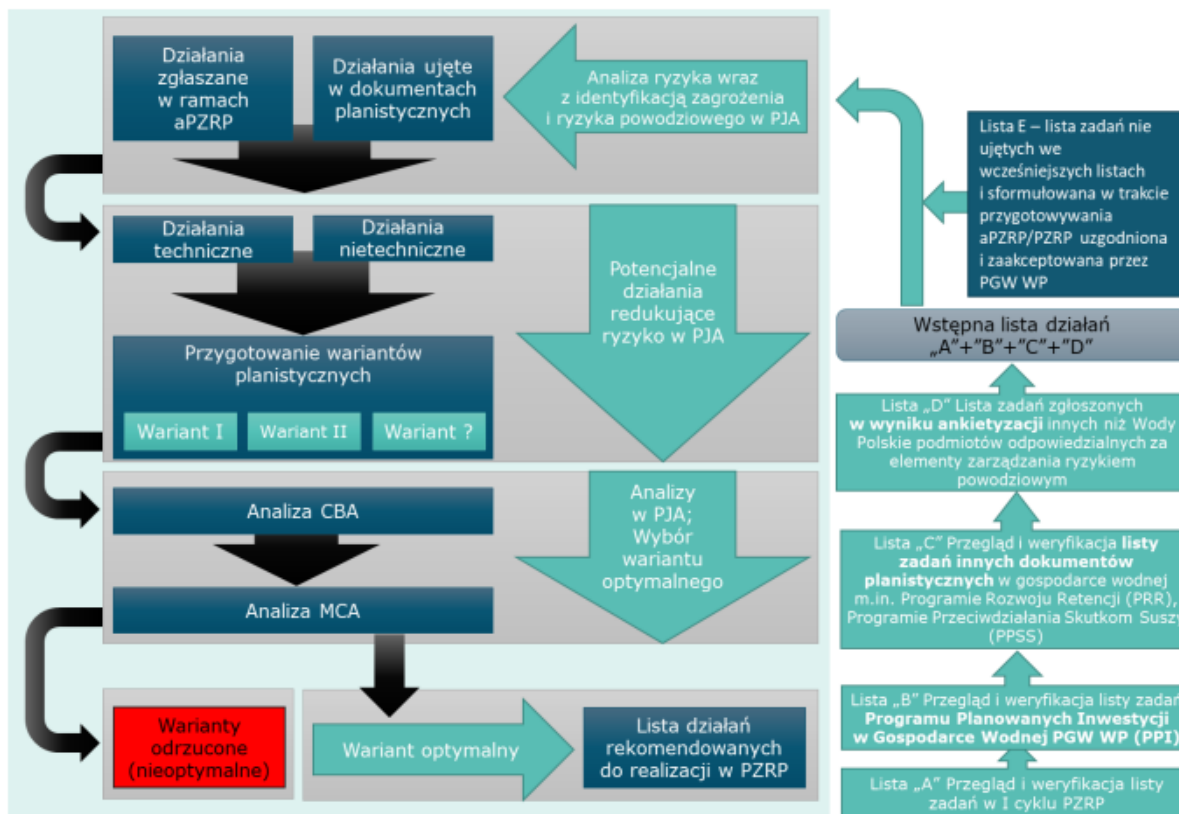 Działania
zgłaszane
w ramach
aPZRP
Działania ujęte
w dokumentach
planistycznych
Analiza ryzyka wraz
z identyfikacją zagrożenia
i ryzyka powodziowego w PJA
Działania
techniczne
Działania
nietechniczne
Potencjalne
działania
redukujące
ryzyko w PJA
Przygotowanie wariantów
planistycznych
Wariant I
Wariant II
Wariant ?
Analiza CBA
Analiza MCA
Analizy
w PJA;
Wybór
wariantu
optymalnego
Warianty
odrzucone
(nieoptymalne)
Wariant optymalny
Lista działań
rekomendowanych
do realizacji w PZRP
Lista E – lista zadań nie
ujętych we
wcześniejszych listach
i sformułowana w trakcie
przygotowywania
aPZRP/PZRP uzgodniona
i zaakceptowana przez
PGW WP
Wstępna lista działań
„A”+”B”+”C”+”D”
Lista „D” Lista zadań zgłoszonych
w wyniku ankietyzacji innych niż Wody
Polskie podmiotów odpowiedzialnych za
elementy zarządzania ryzykiem
powodziowym
Lista „C” Przegląd i weryfikacja listy
zadań innych dokumentów
planistycznych w gospodarce wodnej
m.in. Programie Rozwoju Retencji (PRR),
Programie Przeciwdziałania Skutkom Suszy
(PPSS)
Lista „B” Przegląd i weryfikacja listy zadań
Programu Planowanych Inwestycji
w Gospodarce Wodnej PGW WP (PPI)
Lista „A” Przegląd i weryfikacja listy
zadań w I cyklu PZRP